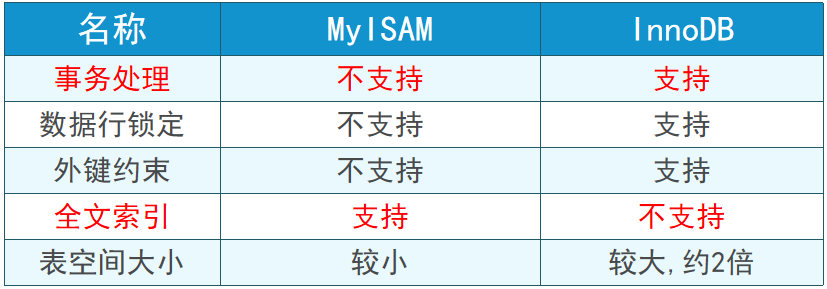 名称 MyISAM InnoDB
事务处理 不支持 支持
数据行锁定 不支持 支持
外键约束 不支持 支持
全文索引 支持 不支持
表空间大小 较小 较大,约2倍